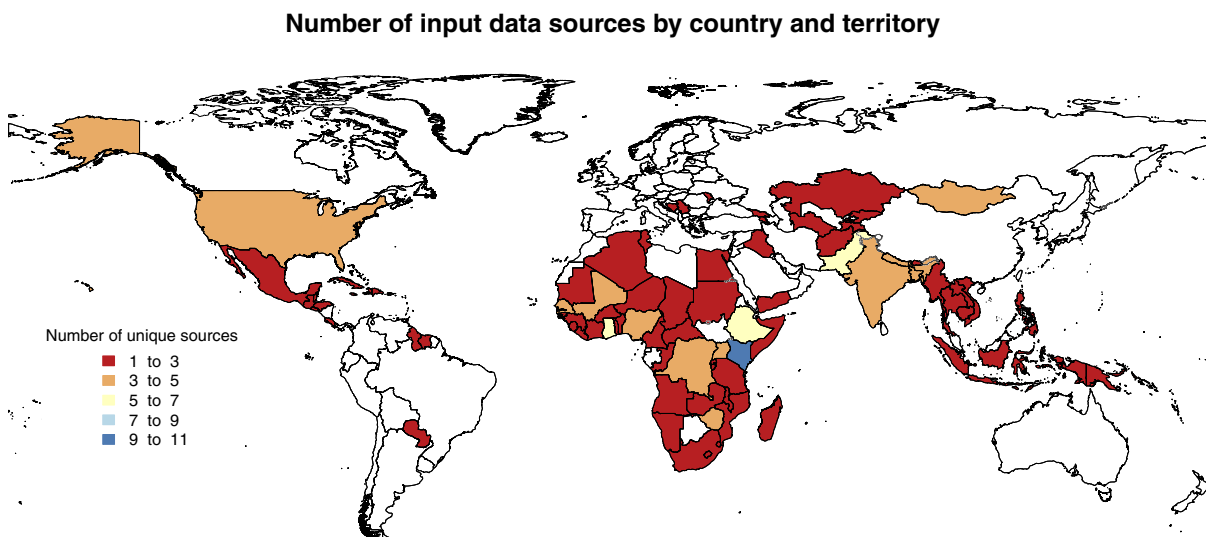 Number of input data sources by country and territory
Number of unique sources
1 to 3
3 to 5
5 to 7
7 to 9
9 to 11